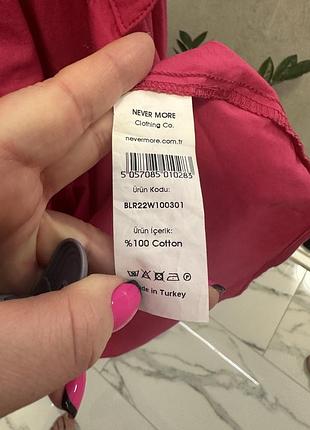 NEVER MORE
Clothing Co.
nevermore.com.tr
5 057085 010283
Ürün Kodu:
BLR22W100301
Ürün İçerik:
%100 Cotton
in Turkey